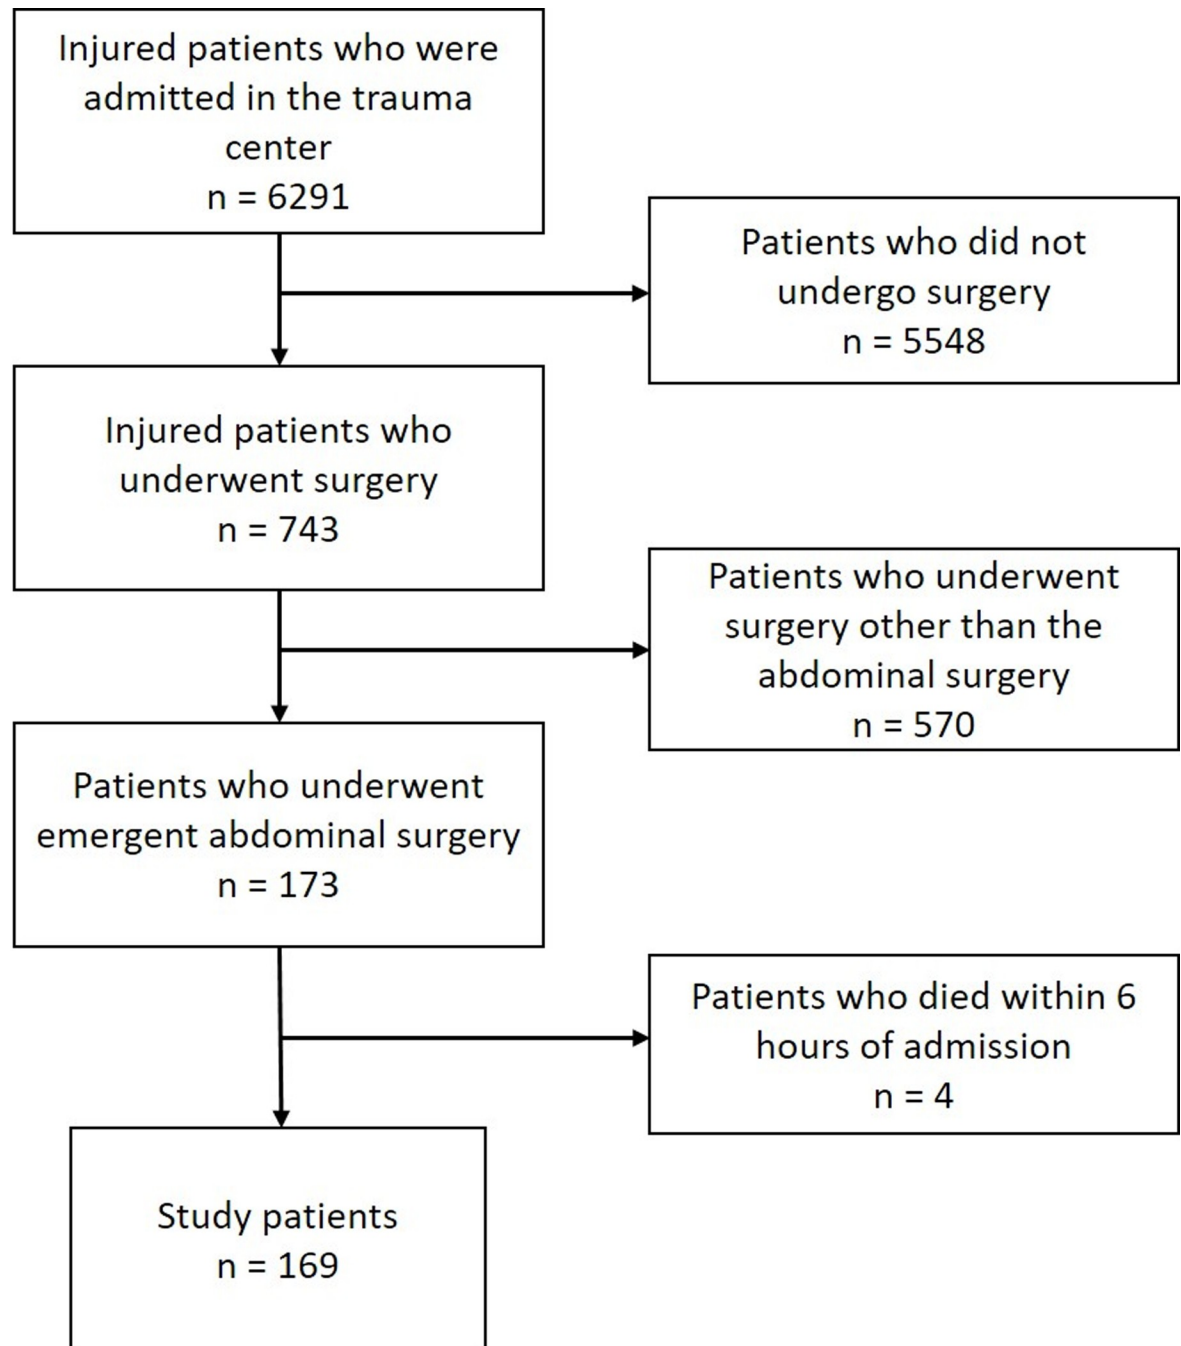 Injured patients who were
admitted in the trauma
center
n = 6291
Patients who did not
undergo surgery
n = 5548
Injured patients who
underwent surgery
n = 743
Patients who underwent
surgery other than the
abdominal surgery
n = 570
Patients who underwent
emergent abdominal surgery
n = 173
Patients who died within 6
hours of admission
n = 4
Study patients
n = 169